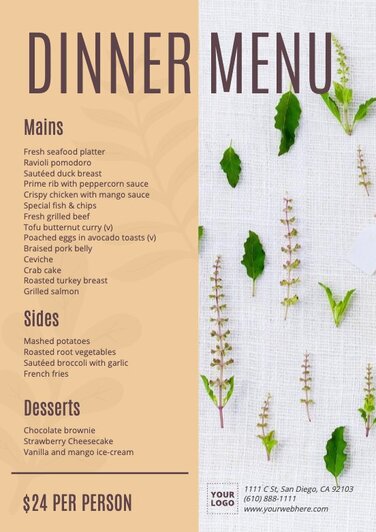 DINNER MENU
Mains
Fresh seafood platter
Ravioli pomodoro
Sautéed duck breast
Prime rib with peppercorn sauce
Crispy chicken with mango sauce
Special fish & chips
Fresh grilled beef
Tofu butternut curry (v)
Poached eggs in avocado toasts (v)
Braised pork belly
Ceviche
Crab cake
Roasted turkey breast
Grilled salmon
Sides
Mashed potatoes
Roasted root vegetables
Sautéed broccoli with garlic
French fries
Desserts
Chocolate brownie
Strawberry Cheesecake
Vanilla and mango ice-cream
$24 PER PERSON
YOUR
LOGO
1111 C St, San Diego, CA 92103
(610) 888-1111
www.yourwebhere.com